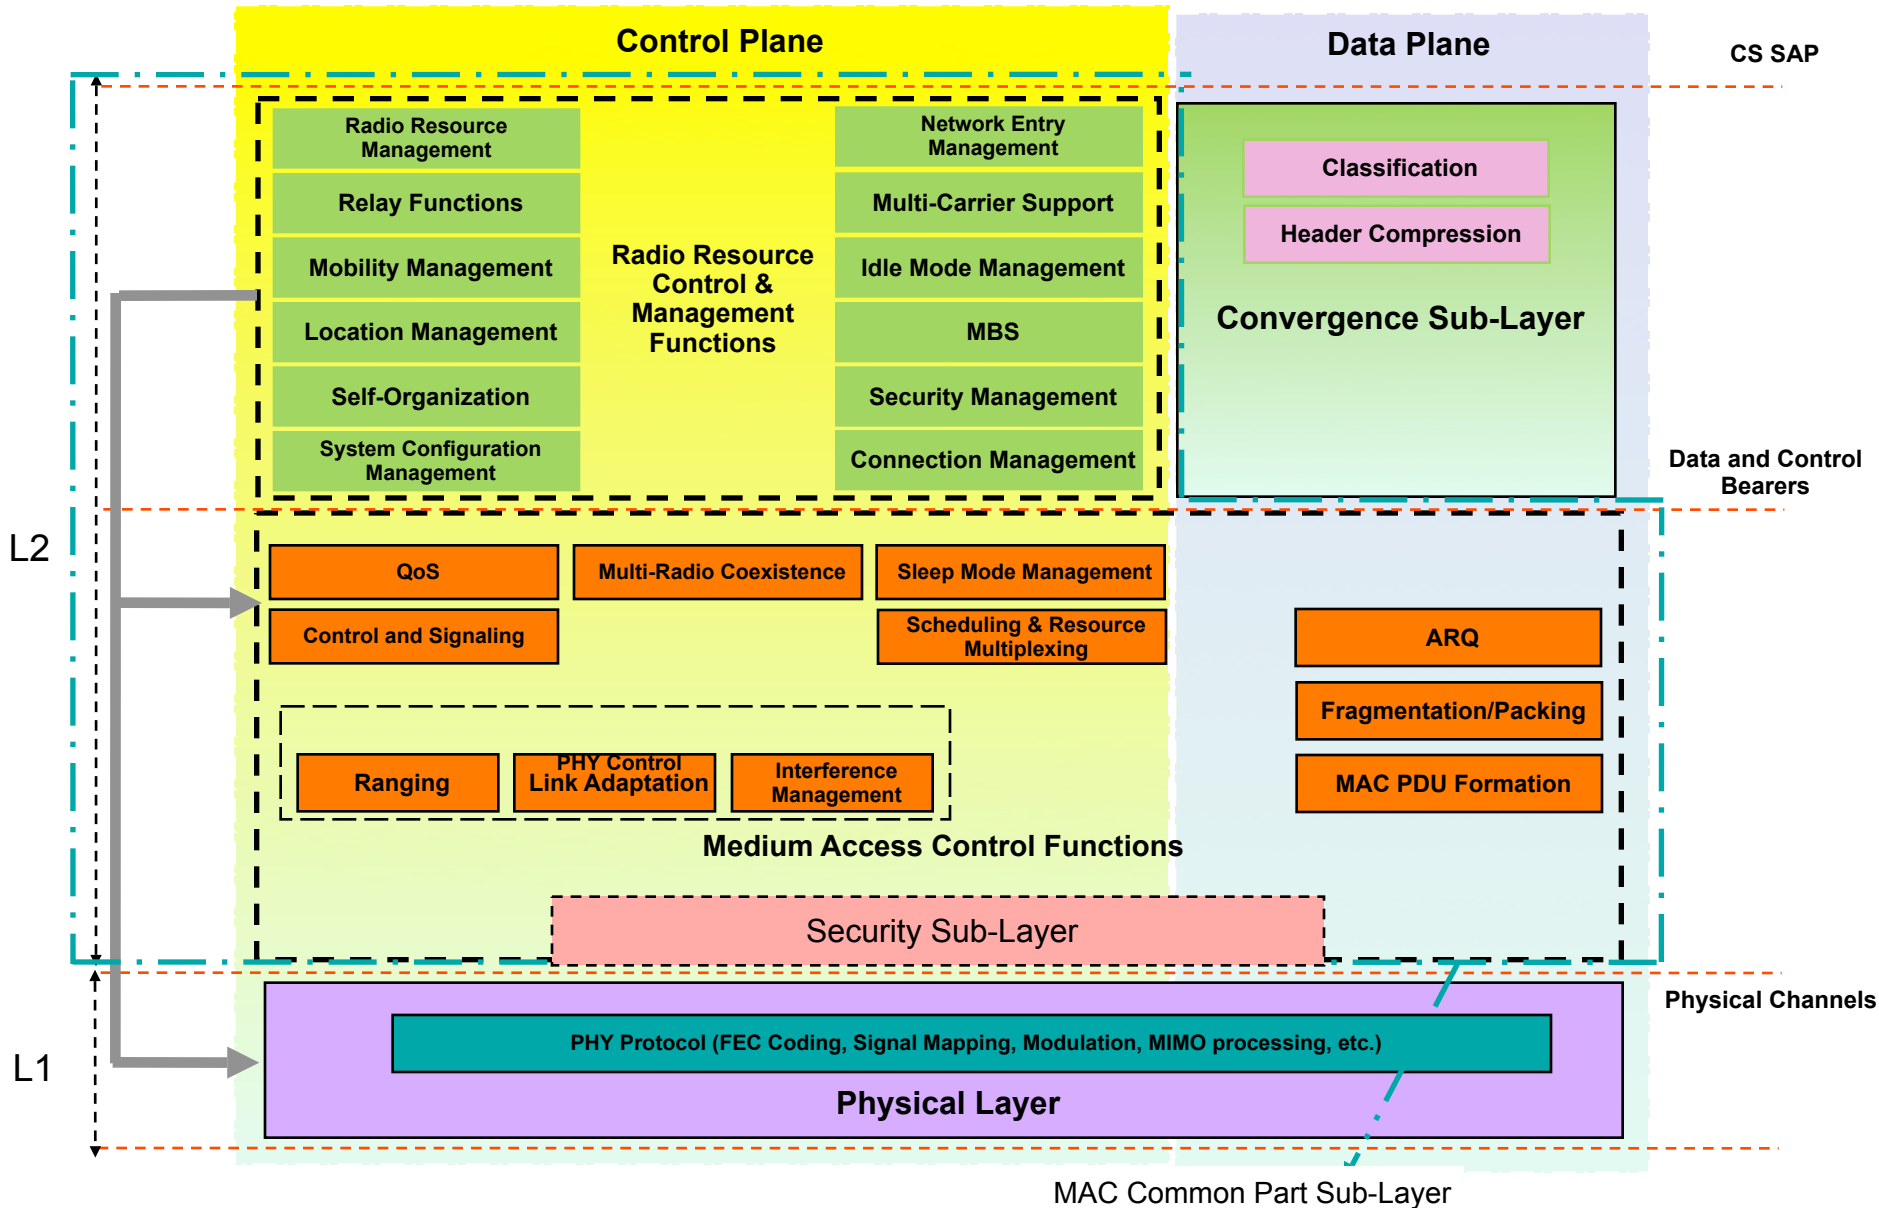 Control Plane
Data Plane
CS SAP
Radio Resource
Management
Network Entry
Management
Classification
Relay Functions
Multi-Carrier Support
Header Compression
Radio Resource
Control &
Management
Functions
Mobility Management
Idle Mode Management
Location Management
MBS
Convergence Sub-Layer
Self-Organization
Security Management
System Configuration
Management
Connection Management
Data and Control
Bearers
L2
QoS
Multi-Radio Coexistence
Sleep Mode Management
Control and Signaling
Scheduling & Resource
Multiplexing
ARQ
Fragmentation/Packing
Ranging
PHY Control
Link Adaptation
Interference
Management
MAC PDU Formation
Medium Access Control Functions
Security Sub-Layer
Physical Channels
L1
PHY Protocol (FEC Coding, Signal Mapping, Modulation, MIMO processing, etc.)
Physical Layer
MAC Common Part Sub-Layer